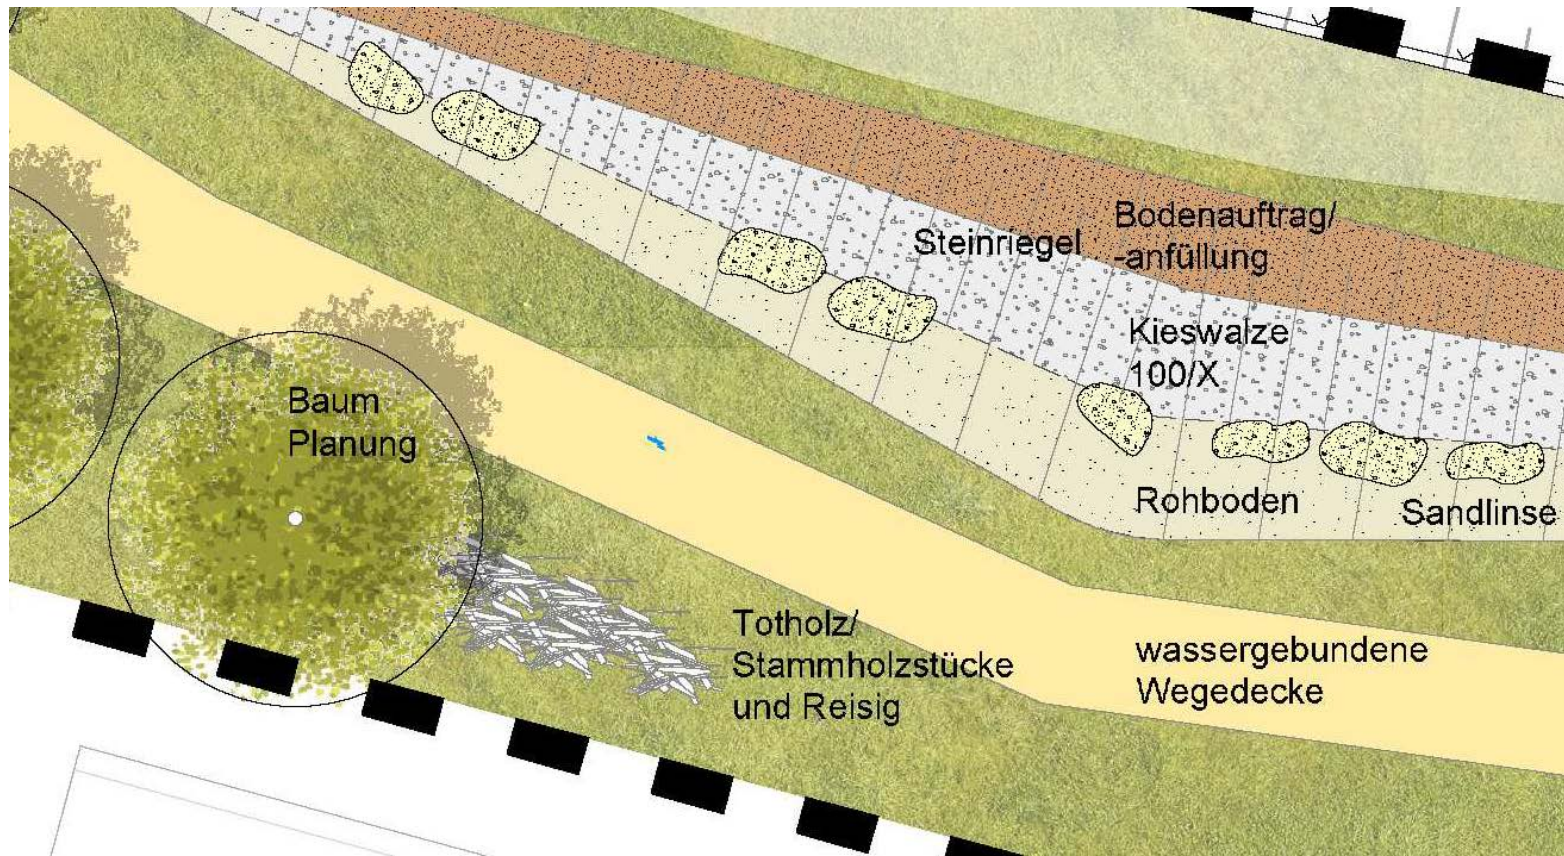 Bodenauftrag/
-anfüllung
Steinriegel
Kieswalze
100/X
Baum
Planung
Rohboden
Sandlinse
Totholz/
Stammholzstücke
und Reisig
wassergebundene
Wegedecke